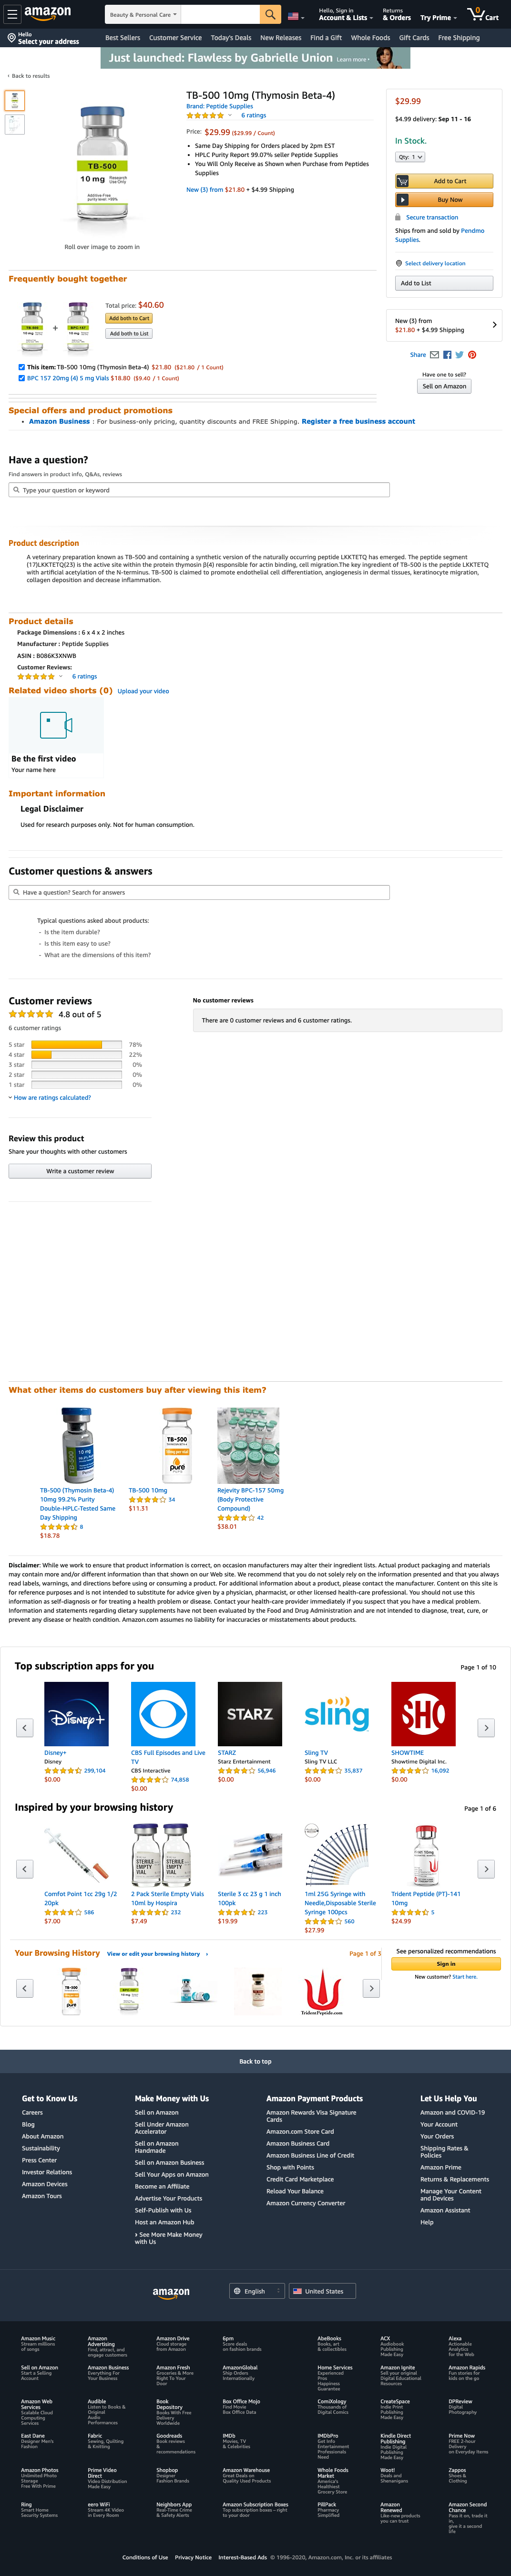 amazon
Beauty & Personal Care
Hello, Sign in
Account & Lists
Returns
& Orders
Try Prime
0
Cart
Hello
Select your address
Best Sellers
Customer Service
Today's Deals
New Releases
Find a Gift
Whole Foods
Gift Cards
Free Shipping
Just launched: Flawless by Gabrielle Union Learn more ›
‹ Back to results
TB-500
10 mg
Research Use Only
Roll over image to zoom in
TB-500 10mg (Thymosin Beta-4)
Brand: Peptide Supplies
6 ratings
Price: $29.99 ($29.99 / Count)
• Same Day Shipping for Orders placed by 2pm EST
• HPLC Purity Report 99.07% seller Peptide Supplies
• You Will Only Receive as Shown when Purchase from Peptides
Supplies
New (3) from $21.80 + $4.99 Shipping
$29.99
$4.99 delivery: Sep 11 - 16
In Stock.
Qty: 1
Add to Cart
Buy Now
Secure transaction
Ships from and sold by Pendmo
Supplies.
Select delivery location
Add to List
New (3) from
$21.80 + $4.99 Shipping
Share
Have one to sell?
Sell on Amazon
Frequently bought together
+
Total price: $40.60
Add both to Cart
Add both to List
This item: TB-500 10mg (Thymosin Beta-4) $21.80 ($21.80 / 1 Count)
BPC 157 20mg (4) 5 mg Vials $18.80 ($9.40 / 1 Count)
Special offers and product promotions
• Amazon Business : For business-only pricing, quantity discounts and FREE Shipping. Register a free business account
Have a question?
Find answers in product info, Q&As, reviews
Type your question or keyword
Product description
A veterinary preparation known as TB-500 and containing a synthetic version of the naturally occurring peptide LKKTETQ has emerged. The peptide segment
(17)LKKTETQ(23) is the active site within the protein thymosin β(4) responsible for actin binding, cell migration.The key ingredient of TB-500 is the peptide LKKTETQ
with artificial acetylation of the N-terminus. TB-500 is claimed to promote endothelial cell differentiation, angiogenesis in dermal tissues, keratinocyte migration,
collagen deposition and decrease inflammation.
Product details
Package Dimensions : 6 x 4 x 2 inches
Manufacturer : Peptide Supplies
ASIN : B086K3XNWB
Customer Reviews:
6 ratings
Related video shorts (0) Upload your video
Be the first video
Your name here
Important information
Legal Disclaimer
Used for research purposes only. Not for human consumption.
Customer questions & answers
Have a question? Search for answers
Typical questions asked about products:
- Is the item durable?
- Is this item easy to use?
- What are the dimensions of this item?
Customer reviews
4.8 out of 5
6 customer ratings
5 star 78%
4 star 22%
3 star 0%
2 star 0%
1 star 0%
How are ratings calculated?
No customer reviews
There are 0 customer reviews and 6 customer ratings.
Review this product
Share your thoughts with other customers
Write a customer review
What other items do customers buy after viewing this item?
TB-500 (Thymosin Beta-4)
10mg 99.2% Purity
Double-HPLC-Tested Same
Day Shipping
8
$18.78
TB-500
pure
TB-500 10mg
34
$11.31
Rejevity BPC-157 50mg
(Body Protective
Compound)
42
$38.01
Disclaimer: While we work to ensure that product information is correct, on occasion manufacturers may alter their ingredient lists. Actual product packaging and materials
may contain more and/or different information than that shown on our Web site. We recommend that you do not solely rely on the information presented and that you always
read labels, warnings, and directions before using or consuming a product. For additional information about a product, please contact the manufacturer. Content on this site is
for reference purposes and is not intended to substitute for advice given by a physician, pharmacist, or other licensed health-care professional. You should not use this
information as self-diagnosis or for treating a health problem or disease. Contact your health-care provider immediately if you suspect that you have a medical problem.
Information and statements regarding dietary supplements have not been evaluated by the Food and Drug Administration and are not intended to diagnose, treat, cure, or
prevent any disease or health condition. Amazon.com assumes no liability for inaccuracies or misstatements about products.
Top subscription apps for you
Page 1 of 10
Disney+
STARZ
sling
SHO
Disney+
Disney
299,104
$0.00
CBS Full Episodes and Live
TV
CBS Interactive
74,858
$0.00
STARZ
Starz Entertainment
56,946
$0.00
Sling TV
Sling TV LLC
35,837
$0.00
SHOWTIME
Showtime Digital Inc.
16,092
$0.00
Inspired by your browsing history
Page 1 of 6
STERILE EMPTY VIAL
STERILE EMPTY VIAL
Comfot Point 1cc 29g 1/2
20pk
586
$7.00
2 Pack Sterile Empty Vials
10ml by Hospira
232
$7.49
Sterile 3 cc 23 g 1 inch
100pk
223
$19.99
1ml 25G Syringe with
Needle,Disposable Sterile
Syringe 100pcs
560
$27.99
Trident Peptide (PT)-141
10mg
5
$24.99
Your Browsing History View or edit your browsing history ›
Page 1 of 3
TridentPeptide.com
See personalized recommendations
Sign in
New customer? Start here.
Back to top
Get to Know Us
Careers
Blog
About Amazon
Sustainability
Press Center
Investor Relations
Amazon Devices
Amazon Tours
Make Money with Us
Sell on Amazon
Sell Under Amazon
Accelerator
Sell on Amazon
Handmade
Sell on Amazon Business
Sell Your Apps on Amazon
Become an Affiliate
Advertise Your Products
Self-Publish with Us
Host an Amazon Hub
› See More Make Money
with Us
Amazon Payment Products
Amazon Rewards Visa Signature
Cards
Amazon.com Store Card
Amazon Business Card
Amazon Business Line of Credit
Shop with Points
Credit Card Marketplace
Reload Your Balance
Amazon Currency Converter
Let Us Help You
Amazon and COVID-19
Your Account
Your Orders
Shipping Rates &
Policies
Amazon Prime
Returns & Replacements
Manage Your Content
and Devices
Amazon Assistant
Help
amazon
English
United States
Amazon Music
Stream millions
of songs
Amazon
Advertising
Find, attract, and
engage customers
Amazon Drive
Cloud storage
from Amazon
6pm
Score deals
on fashion brands
AbeBooks
Books, art
& collectibles
ACX
Audiobook
Publishing
Made Easy
Alexa
Actionable
Analytics
for the Web
Sell on Amazon
Start a Selling
Account
Amazon Business
Everything For
Your Business
Amazon Fresh
Groceries & More
Right To Your
Door
AmazonGlobal
Ship Orders
Internationally
Home Services
Experienced
Pros
Happiness
Guarantee
Amazon Ignite
Sell your original
Digital Educational
Resources
Amazon Rapids
Fun stories for
kids on the go
Amazon Web
Services
Scalable Cloud
Computing
Services
Audible
Listen to Books &
Original
Audio
Performances
Book
Depository
Books With Free
Delivery
Worldwide
Box Office Mojo
Find Movie
Box Office Data
ComiXology
Thousands of
Digital Comics
CreateSpace
Indie Print
Publishing
Made Easy
DPReview
Digital
Photography
East Dane
Designer Men's
Fashion
Fabric
Sewing, Quilting
& Knitting
Goodreads
Book reviews
&
recommendations
IMDb
Movies, TV
& Celebrities
IMDbPro
Get Info
Entertainment
Professionals
Need
Kindle Direct
Publishing
Indie Digital
Publishing
Made Easy
Prime Now
FREE 2-hour
Delivery
on Everyday Items
Amazon Photos
Unlimited Photo
Storage
Free With Prime
Prime Video
Direct
Video Distribution
Made Easy
Shopbop
Designer
Fashion Brands
Amazon Warehouse
Great Deals on
Quality Used Products
Whole Foods
Market
America's
Healthiest
Grocery Store
Woot!
Deals and
Shenanigans
Zappos
Shoes &
Clothing
Ring
Smart Home
Security Systems
eero WiFi
Stream 4K Video
in Every Room
Neighbors App
Real-Time Crime
& Safety Alerts
Amazon Subscription Boxes
Top subscription boxes – right
to your door
PillPack
Pharmacy
Simplified
Amazon
Renewed
Like-new products
you can trust
Amazon Second
Chance
Pass it on, trade it
in,
give it a second
life
Conditions of Use
Privacy Notice
Interest-Based Ads
© 1996-2020, Amazon.com, Inc. or its affiliates